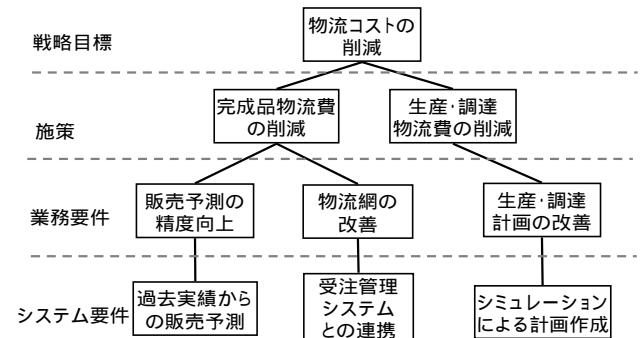 戦略目標
物流コストの
削減
施策
完成品物流費
の削減
生産・調達
物流費の削減
業務要件
販売予測の
精度向上
物流網の
改善
生産・調達
計画の改善
システム要件
過去実績から
の販売予測
受注管理
システム
との連携
シミュレーション
による計画作成